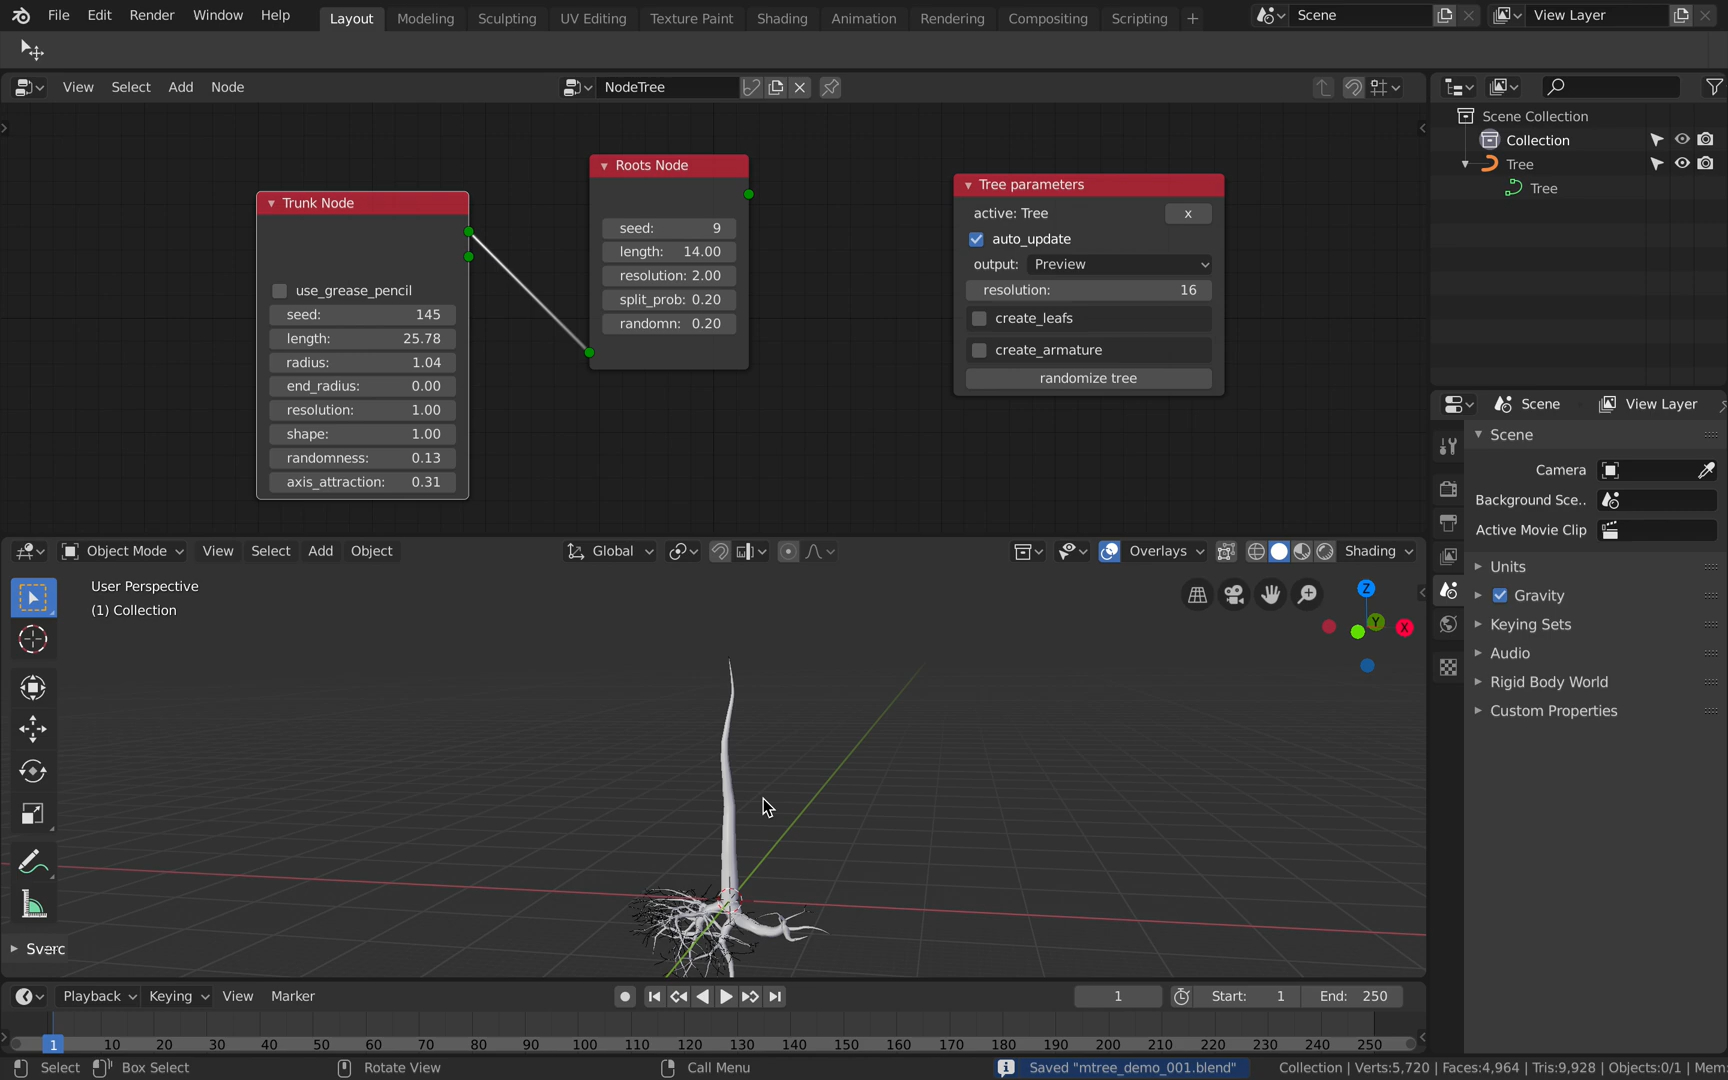 File Edit Render Window Help Layout Modeling Sculpting UV Editing Texture Paint Shading Animation Rendering Compositing Scripting + Scene View Layer
View Select Add Node NodeTree
Scene Collection
Collection
Tree
Tree
Trunk Node
use_grease_pencil
seed: 145
length: 25.78
radius: 1.04
end_radius: 0.00
resolution: 1.00
shape: 1.00
randomness: 0.13
axis_attraction: 0.31
Roots Node
seed: 9
length: 14.00
resolution: 2.00
split_prob: 0.20
randomn: 0.20
Tree parameters
active: Tree x
auto_update
output: Preview
resolution: 16
create_leafs
create_armature
randomize tree
Scene View Layer
Scene
Camera
Background Sce..
Active Movie Clip
Units
Gravity
Keying Sets
Audio
Rigid Body World
Custom Properties
Object Mode View Select Add Object Global Overlays Shading
User Perspective
(1) Collection
Z
Y
X
Playback Keying View Marker 1 Start: 1 End: 250
1 10 20 30 40 50 60 70 80 90 100 110 120 130 140 150 160 170 180 190 200 210 220 230 240 250
Select Box Select Rotate View Call Menu Saved "mtree_demo_001.blend" Collection | Verts:5,720 | Faces:4,964 | Tris:9,928 | Objects:0/1 | Mem